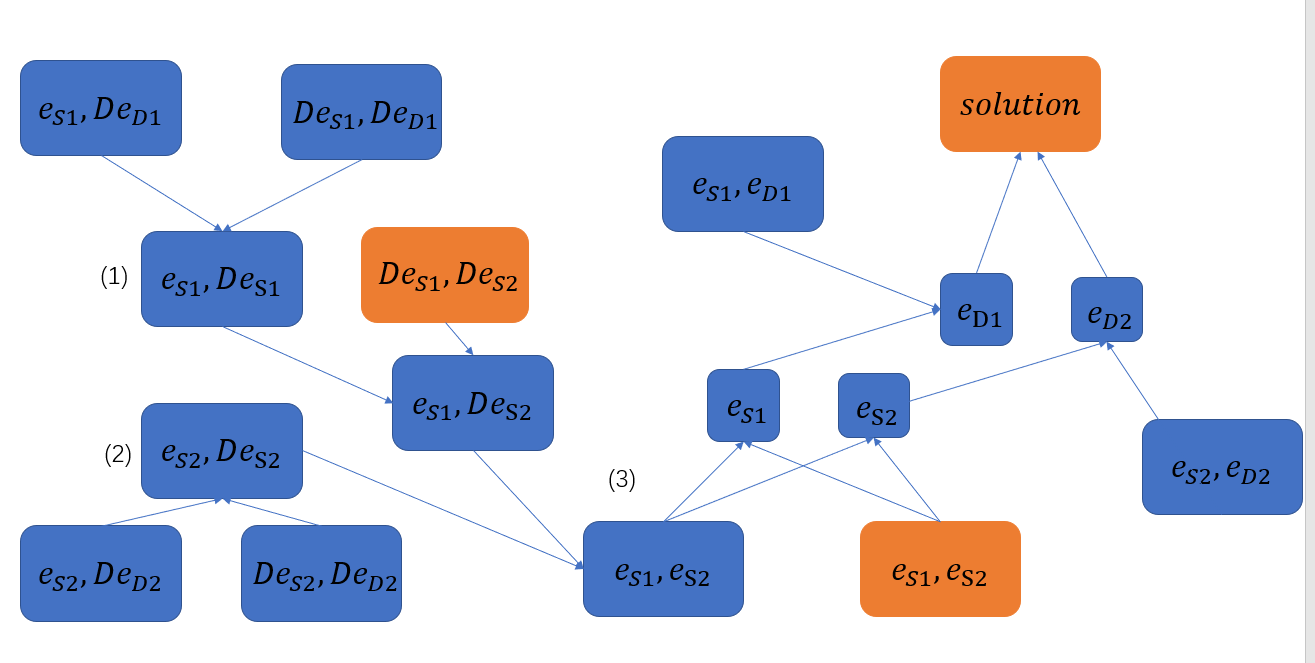 e_{S1}, De_{D1}
De_{S1}, De_{D1}
solution
e_{S1}, e_{D1}
(1)
e_{S1}, De_{S1}
De_{S1}, De_{S2}
e_{D1}
e_{D2}
e_{S1}, De_{S2}
e_{S1}
e_{S2}
(2)
e_{S2}, De_{S2}
(3)
e_{S2}, e_{D2}
e_{S2}, De_{D2}
De_{S2}, De_{D2}
e_{S1}, e_{S2}
e_{S1}, e_{S2}